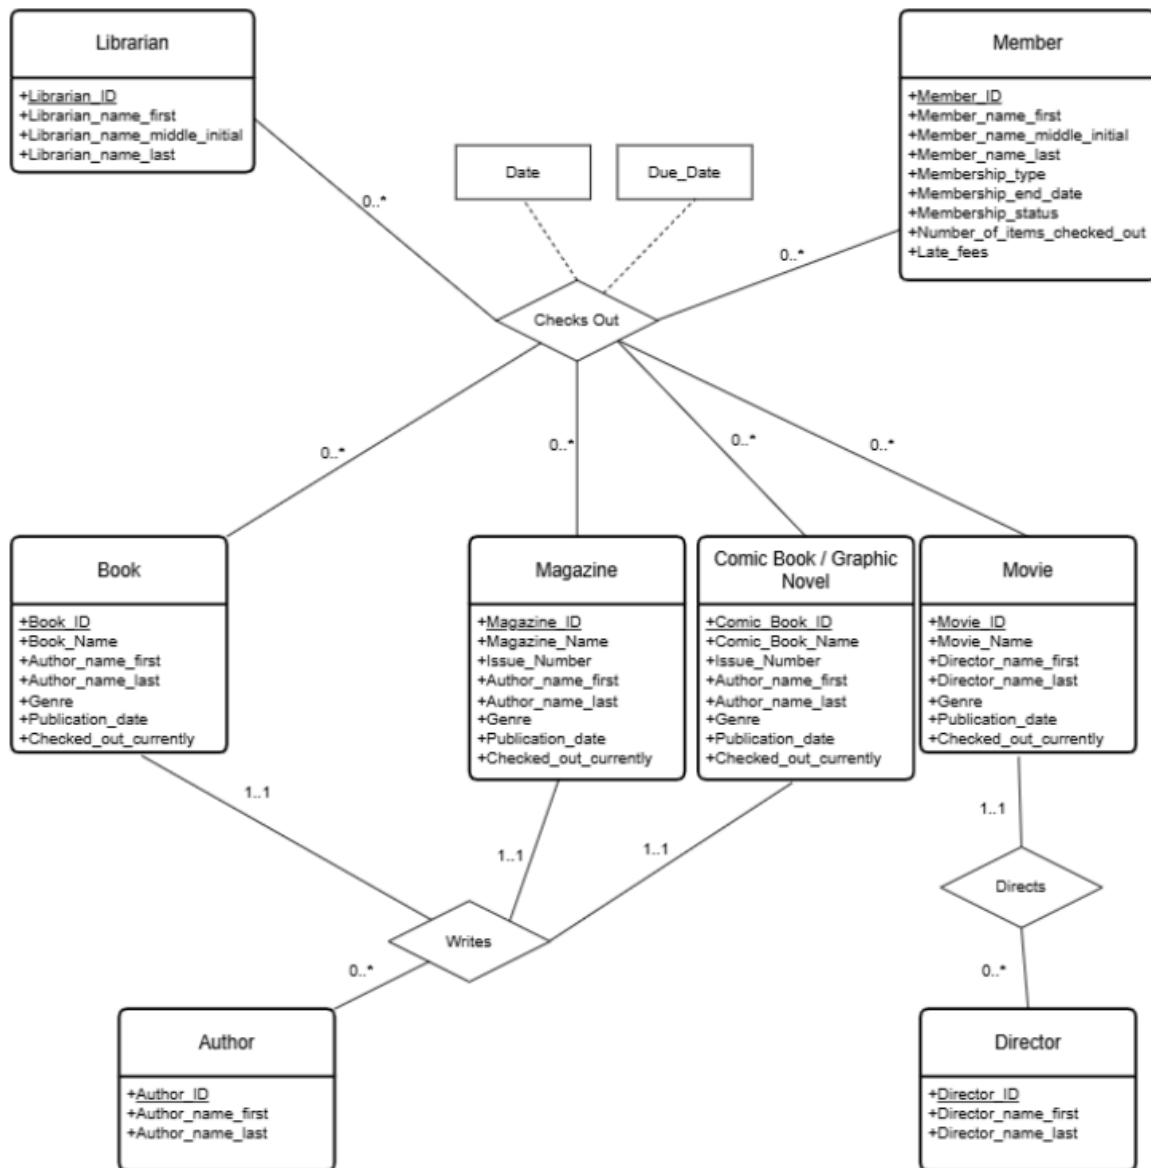 Librarian
+Librarian_ID
+Librarian_name_first
+Librarian_name_middle_initial
+Librarian_name_last
Member
+Member_ID
+Member_name_first
+Member_name_middle_initial
+Member_name_last
+Membership_type
+Membership_end_date
+Membership_status
+Number_of_items_checked_out
+Late_fees
Date
Due_Date
0..*
0..*
Checks Out
0..*
0..*
0..*
0..*
Book
+Book_ID
+Book_Name
+Author_name_first
+Author_name_last
+Genre
+Publication_date
+Checked_out_currently
Magazine
+Magazine_ID
+Magazine_Name
+Issue_Number
+Author_name_first
+Author_name_last
+Genre
+Publication_date
+Checked_out_currently
Comic Book / Graphic
Novel
+Comic_Book_ID
+Comic_Book_Name
+Issue_Number
+Author_name_first
+Author_name_last
+Genre
+Publication_date
+Checked_out_currently
Movie
+Movie_ID
+Movie_Name
+Director_name_first
+Director_name_last
+Genre
+Publication_date
+Checked_out_currently
1..1
1..1
1..1
1..1
Writes
Directs
0..*
0..*
Author
+Author_ID
+Author_name_first
+Author_name_last
Director
+Director_ID
+Director_name_first
+Director_name_last